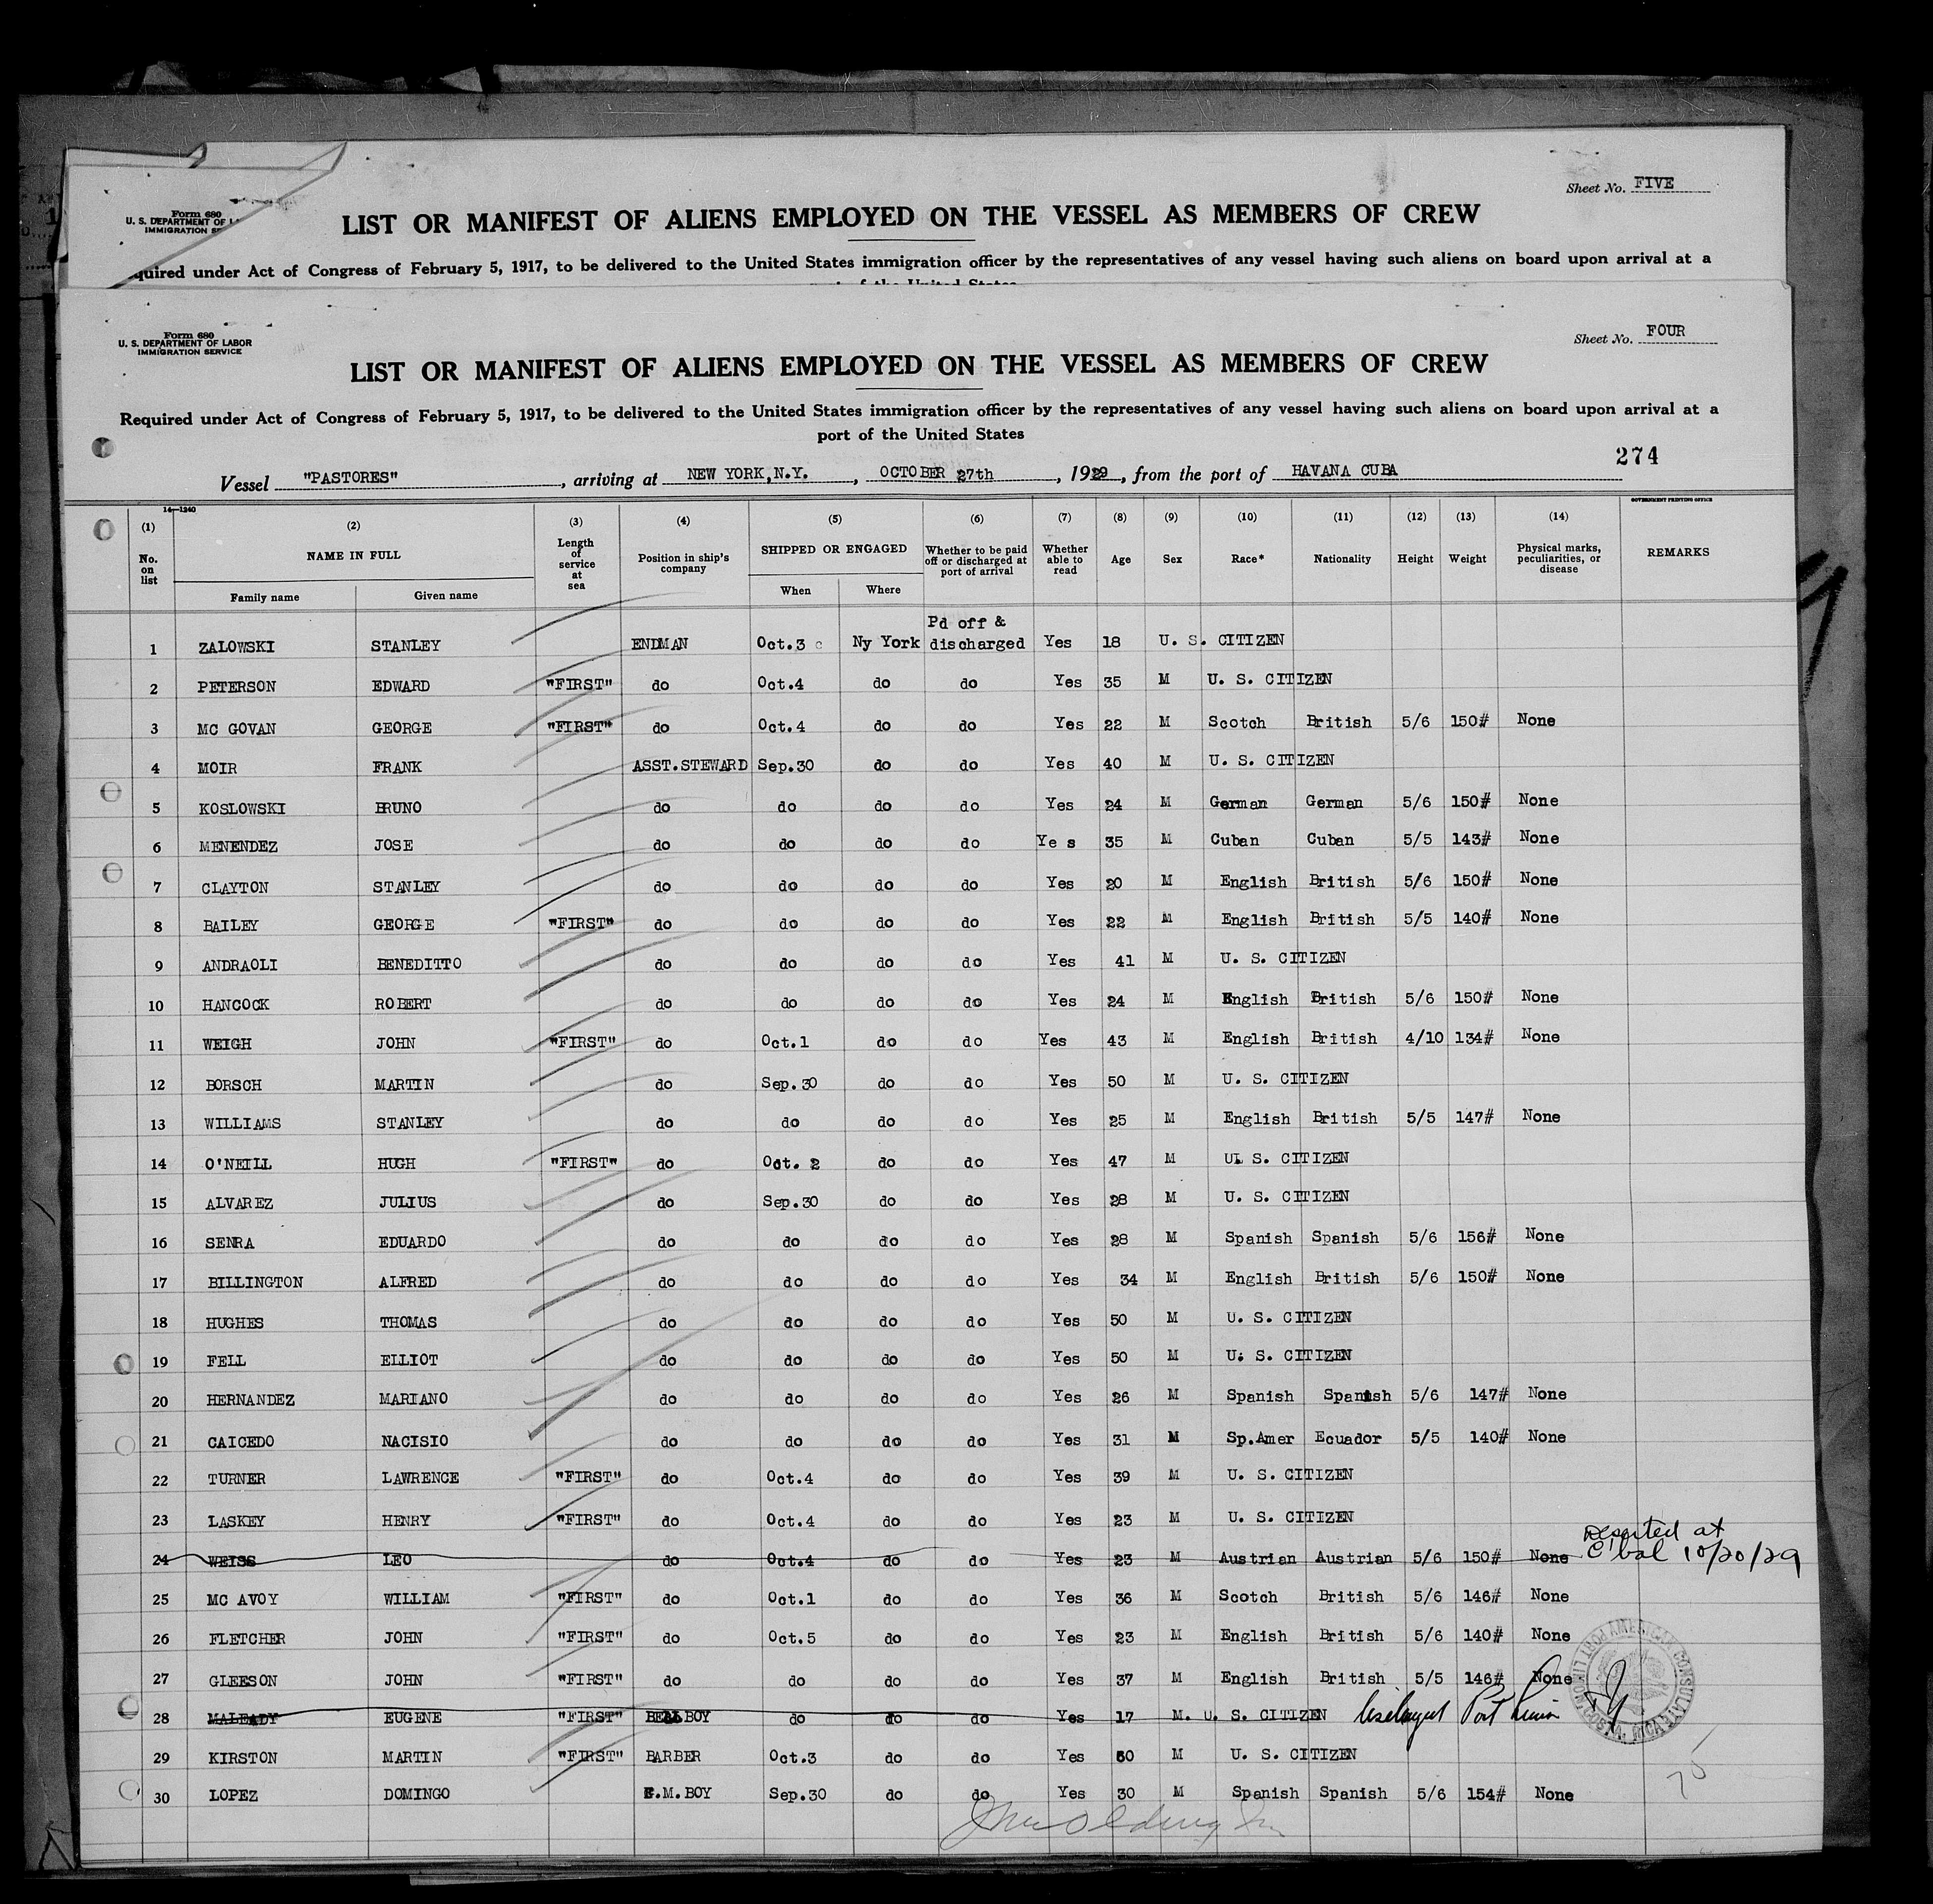 Sheet No. FIVE
Form 680
U. S. DEPARTMENT OF
IMMIGRATION
LIST OR MANIFEST OF ALIENS EMPLOYED ON THE VESSEL AS MEMBERS OF CREW
quired under Act of Congress of February 5, 1917, to be delivered to the United States immigration officer by the representatives of any vessel having such aliens on board upon arrival at a
Sheet No. FOUR
Form 680
U. S. DEPARTMENT OF LABOR
IMMIGRATION SERVICE
LIST OR MANIFEST OF ALIENS EMPLOYED ON THE VESSEL AS MEMBERS OF CREW
Required under Act of Congress of February 5, 1917, to be delivered to the United States immigration officer by the representatives of any vessel having such aliens on board upon arrival at a
port of the United States
274
Vessel "PASTORES", arriving at NEW YORK,N.Y., OCTOBER 27th, 1929, from the port of HAVANA CUBA
14—1240
GOVERNMENT PRINTING OFFICE
(1) (2) (3) (4) (5) (6) (7) (8) (9) (10) (11) (12) (13) (14)
No. on list NAME IN FULL Family name Given name Length of service at sea Position in ship's company SHIPPED OR ENGAGED When Where Whether to be paid off or discharged at port of arrival Whether able to read Age Sex Race* Nationality Height Weight Physical marks, peculiarities, or disease REMARKS
1 ZALOWSKI STANLEY ENDMAN Oct.3 Ny York Pd off & discharged Yes 18 U. S. CITIZEN
2 PETERSON EDWARD "FIRST" do Oct.4 do do Yes 35 M U. S. CITIZEN
3 MC GOVAN GEORGE "FIRST" do Oct.4 do do Yes 22 M Scotch British 5/6 150# None
4 MOIR FRANK ASST.STEWARD Sep.30 do do Yes 40 M U. S. CITIZEN
5 KOSLOWSKI BRUNO do do do do Yes 24 M German German 5/6 150# None
6 MENENDEZ JOSE do do do do Ye s 35 M Cuban Cuban 5/5 143# None
7 CLAYTON STANLEY do do do do Yes 20 M English British 5/6 150# None
8 BAILEY GEORGE "FIRST" do do do do Yes 22 M English British 5/5 140# None
9 ANDRAOLI BENEDITTO do do do do Yes 41 M U. S. CITIZEN
10 HANCOCK ROBERT do do do do Yes 24 M English British 5/6 150# None
11 WEIGH JOHN "FIRST" do Oct.1 do do Yes 43 M English British 4/10 134# None
12 BORSCH MARTIN do Sep.30 do do Yes 50 M U. S. CITIZEN
13 WILLIAMS STANLEY do do do do Yes 25 M English British 5/5 147# None
14 O'NEILL HUGH "FIRST" do Oct. 2 do do Yes 47 M U. S. CITIZEN
15 ALVAREZ JULIUS do Sep.30 do do Yes 28 M U. S. CITIZEN
16 SENRA EDUARDO do do do do Yes 28 M Spanish Spanish 5/6 156# None
17 BILLINGTON ALFRED do do do do Yes 34 M English British 5/6 150# None
18 HUGHES THOMAS do do do do Yes 50 M U. S. CITIZEN
19 FELL ELLIOT do do do do Yes 50 M U. S. CITIZEN
20 HERNANDEZ MARIANO do do do do Yes 26 M Spanish Spanish 5/6 147# None
21 CAICEDO NACISIO do do do do Yes 31 M Sp.Amer Ecuador 5/5 140# None
22 TURNER LAWRENCE "FIRST" do Oct.4 do do Yes 39 M U. S. CITIZEN
23 LASKEY HENRY "FIRST" do Oct.4 do do Yes 23 M U. S. CITIZEN
24 WEISS LEO do Oct.4 do do Yes 23 M Austrian Austrian 5/6 150# None Deserted at C'bal 10/20/29
25 MC AVOY WILLIAM "FIRST" do Oct.1 do do Yes 36 M Scotch British 5/6 146# None
26 FLETCHER JOHN "FIRST" do Oct.5 do do Yes 23 M English British 5/6 140# None
27 GLEESON JOHN "FIRST" do do do do Yes 37 M English British 5/5 146# None
28 MALEADY EUGENE "FIRST" BELLBOY do do do Yes 17 M. U. S. CITIZEN Port Limon
29 KIRSTON MARTIN "FIRST" BARBER Oct.3 do do Yes 50 M U. S. CITIZEN
30 LOPEZ DOMINGO .M.BOY Sep.30 do do Yes 30 M Spanish Spanish 5/6 154# None
AMERICAN CONSULATE PORT LIMON, COSTA RICA